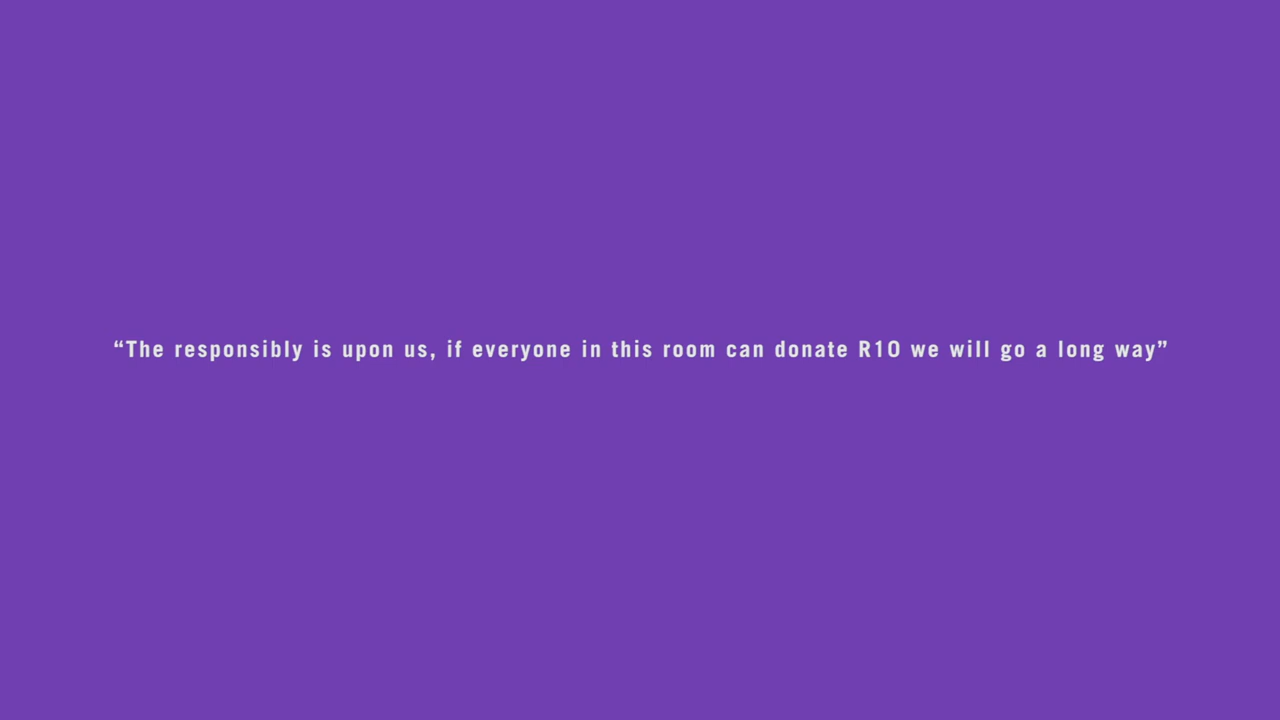 “The responsibly is upon us, if everyone in this room can donate R10 we will go a long way”